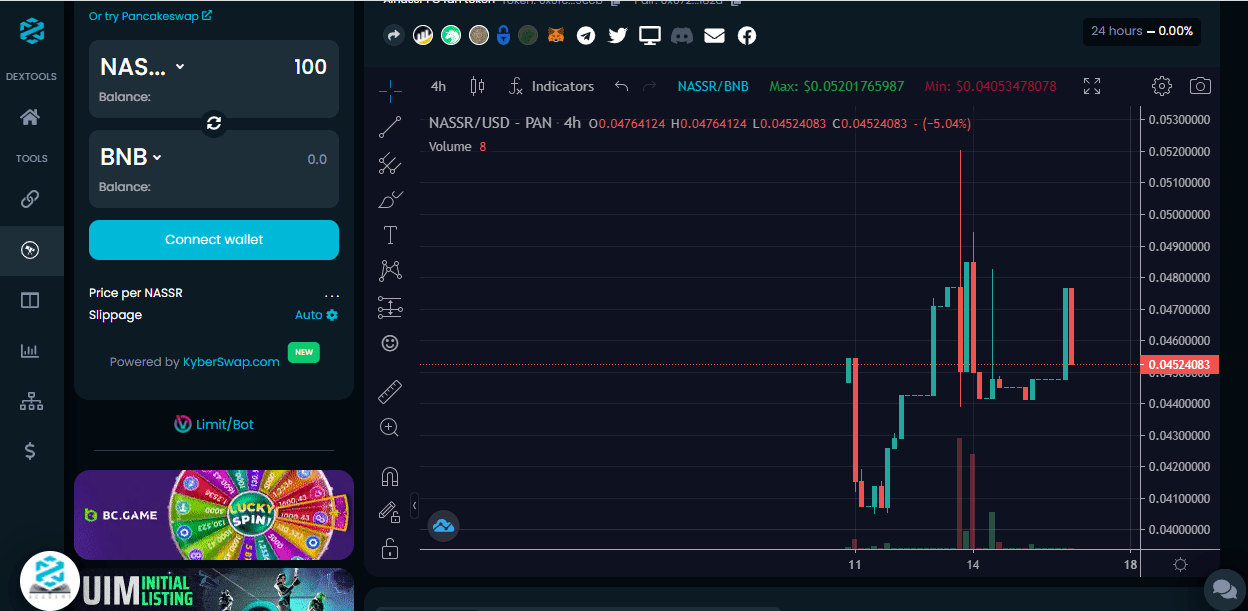 Or try Pancakeswap
NAS... 100
Balance:
BNB 0.0
Balance:
Connect wallet
Price per NASSR ...
Slippage Auto
Powered by KyberSwap.com NEW
Limit/Bot
BC.GAME
LUCKY
SPIN!
UIM INITIAL
LISTING
DEXTOOLS
TOOLS
24 hours – 0.00%
4h Indicators NASSR/BNB Max: $0.05201765987 Min: $0.04053478078
NASSR/USD - PAN · 4h O0.04764124 H0.04764124 L0.04524083 C0.04524083 - (−5.04%)
Volume 8
0.05300000
0.05200000
0.05100000
0.05000000
0.04900000
0.04800000
0.04700000
0.04600000
0.04524083
0.04500000
0.04400000
0.04300000
0.04200000
0.04100000
0.04000000
11 14 18